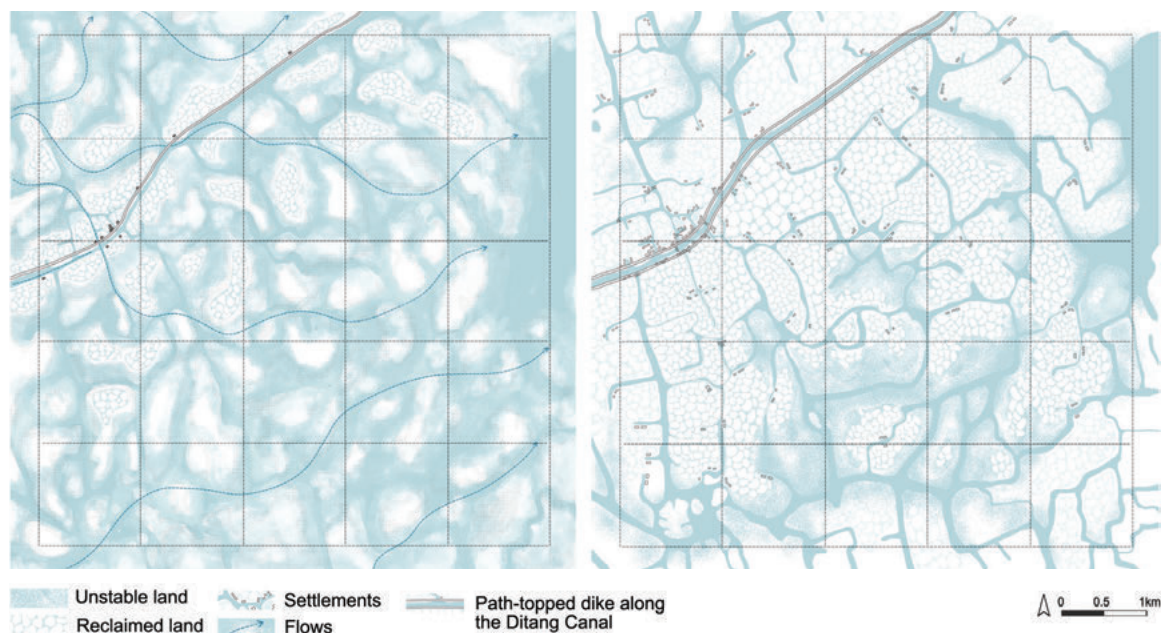 Unstable land
Reclaimed land
Settlements
Flows
Path-topped dike along
the Ditang Canal
0 0.5 1km